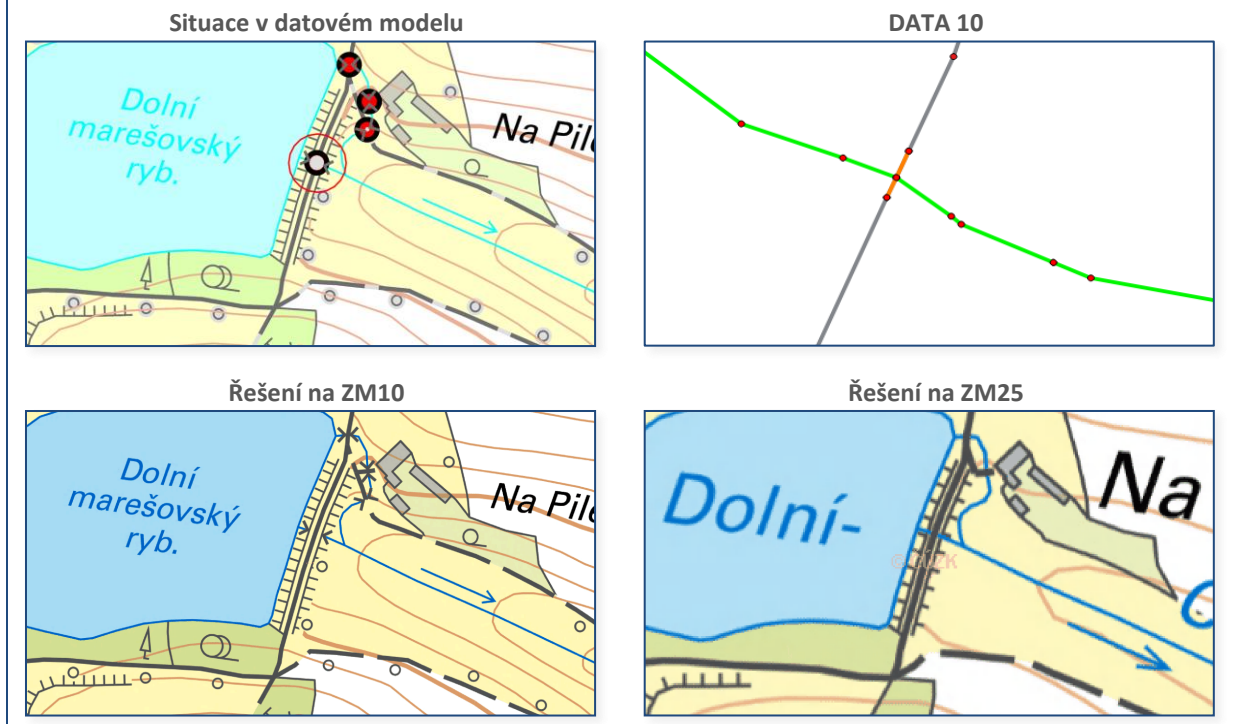 Situace v datovém modelu
DATA 10
Dolní
marešovský
ryb.
Na Pil
Řešení na ZM10
Řešení na ZM25
Dolní
marešovský
ryb.
Na Pil
Dolní-
Na